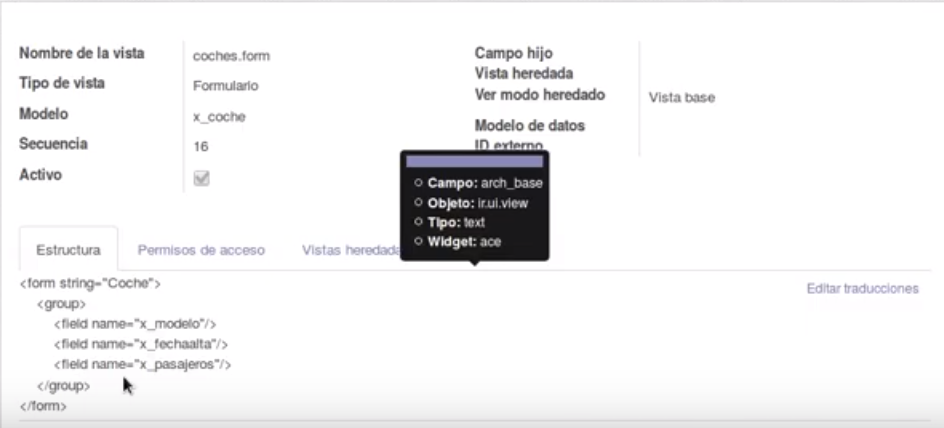 Nombre de la vista coches.form
Tipo de vista Formulario
Modelo x_coche
Secuencia 16
Activo
Campo hijo
Vista heredada
Ver modo heredado Vista base
Modelo de datos
ID externo
Campo: arch_base
Objeto: ir.ui.view
Tipo: text
Widget: ace
Estructura Permisos de acceso Vistas heredada
Editar traducciones
<form string="Coche">
<group>
<field name="x_modelo"/>
<field name="x_fechaalta"/>
<field name="x_pasajeros"/>
</group>
</form>